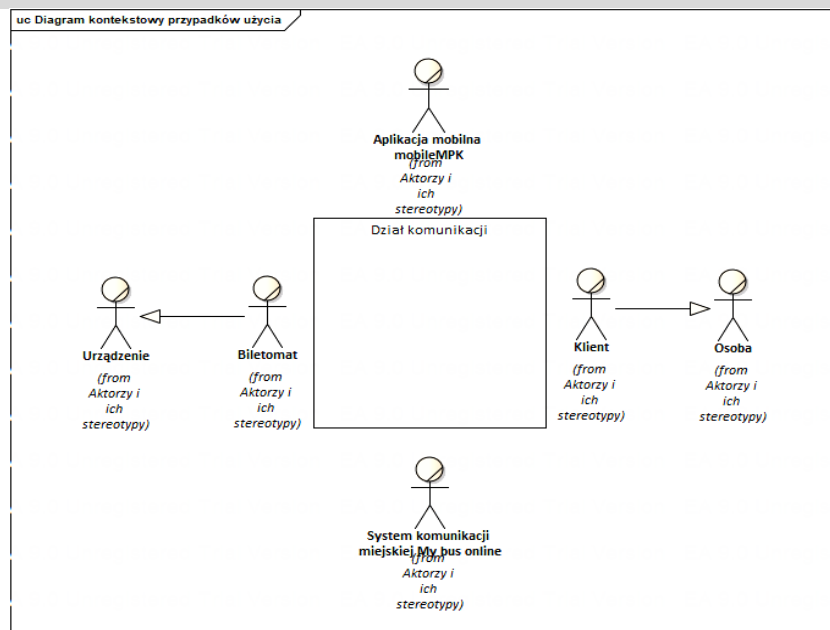 uc Diagram kontekstowy przypadków użycia
Aplikacja mobilna
mobileMPK
(from
Aktorzy i
ich
stereotypy)
Dział komunikacji
Urządzenie
(from
Aktorzy i
ich
stereotypy)
Biletomat
(from
Aktorzy i
ich
stereotypy)
Klient
(from
Aktorzy i
ich
stereotypy)
Osoba
(from
Aktorzy i
ich
stereotypy)
System komunikacji
miejskiej My bus online
(from
Aktorzy i
ich
stereotypy)